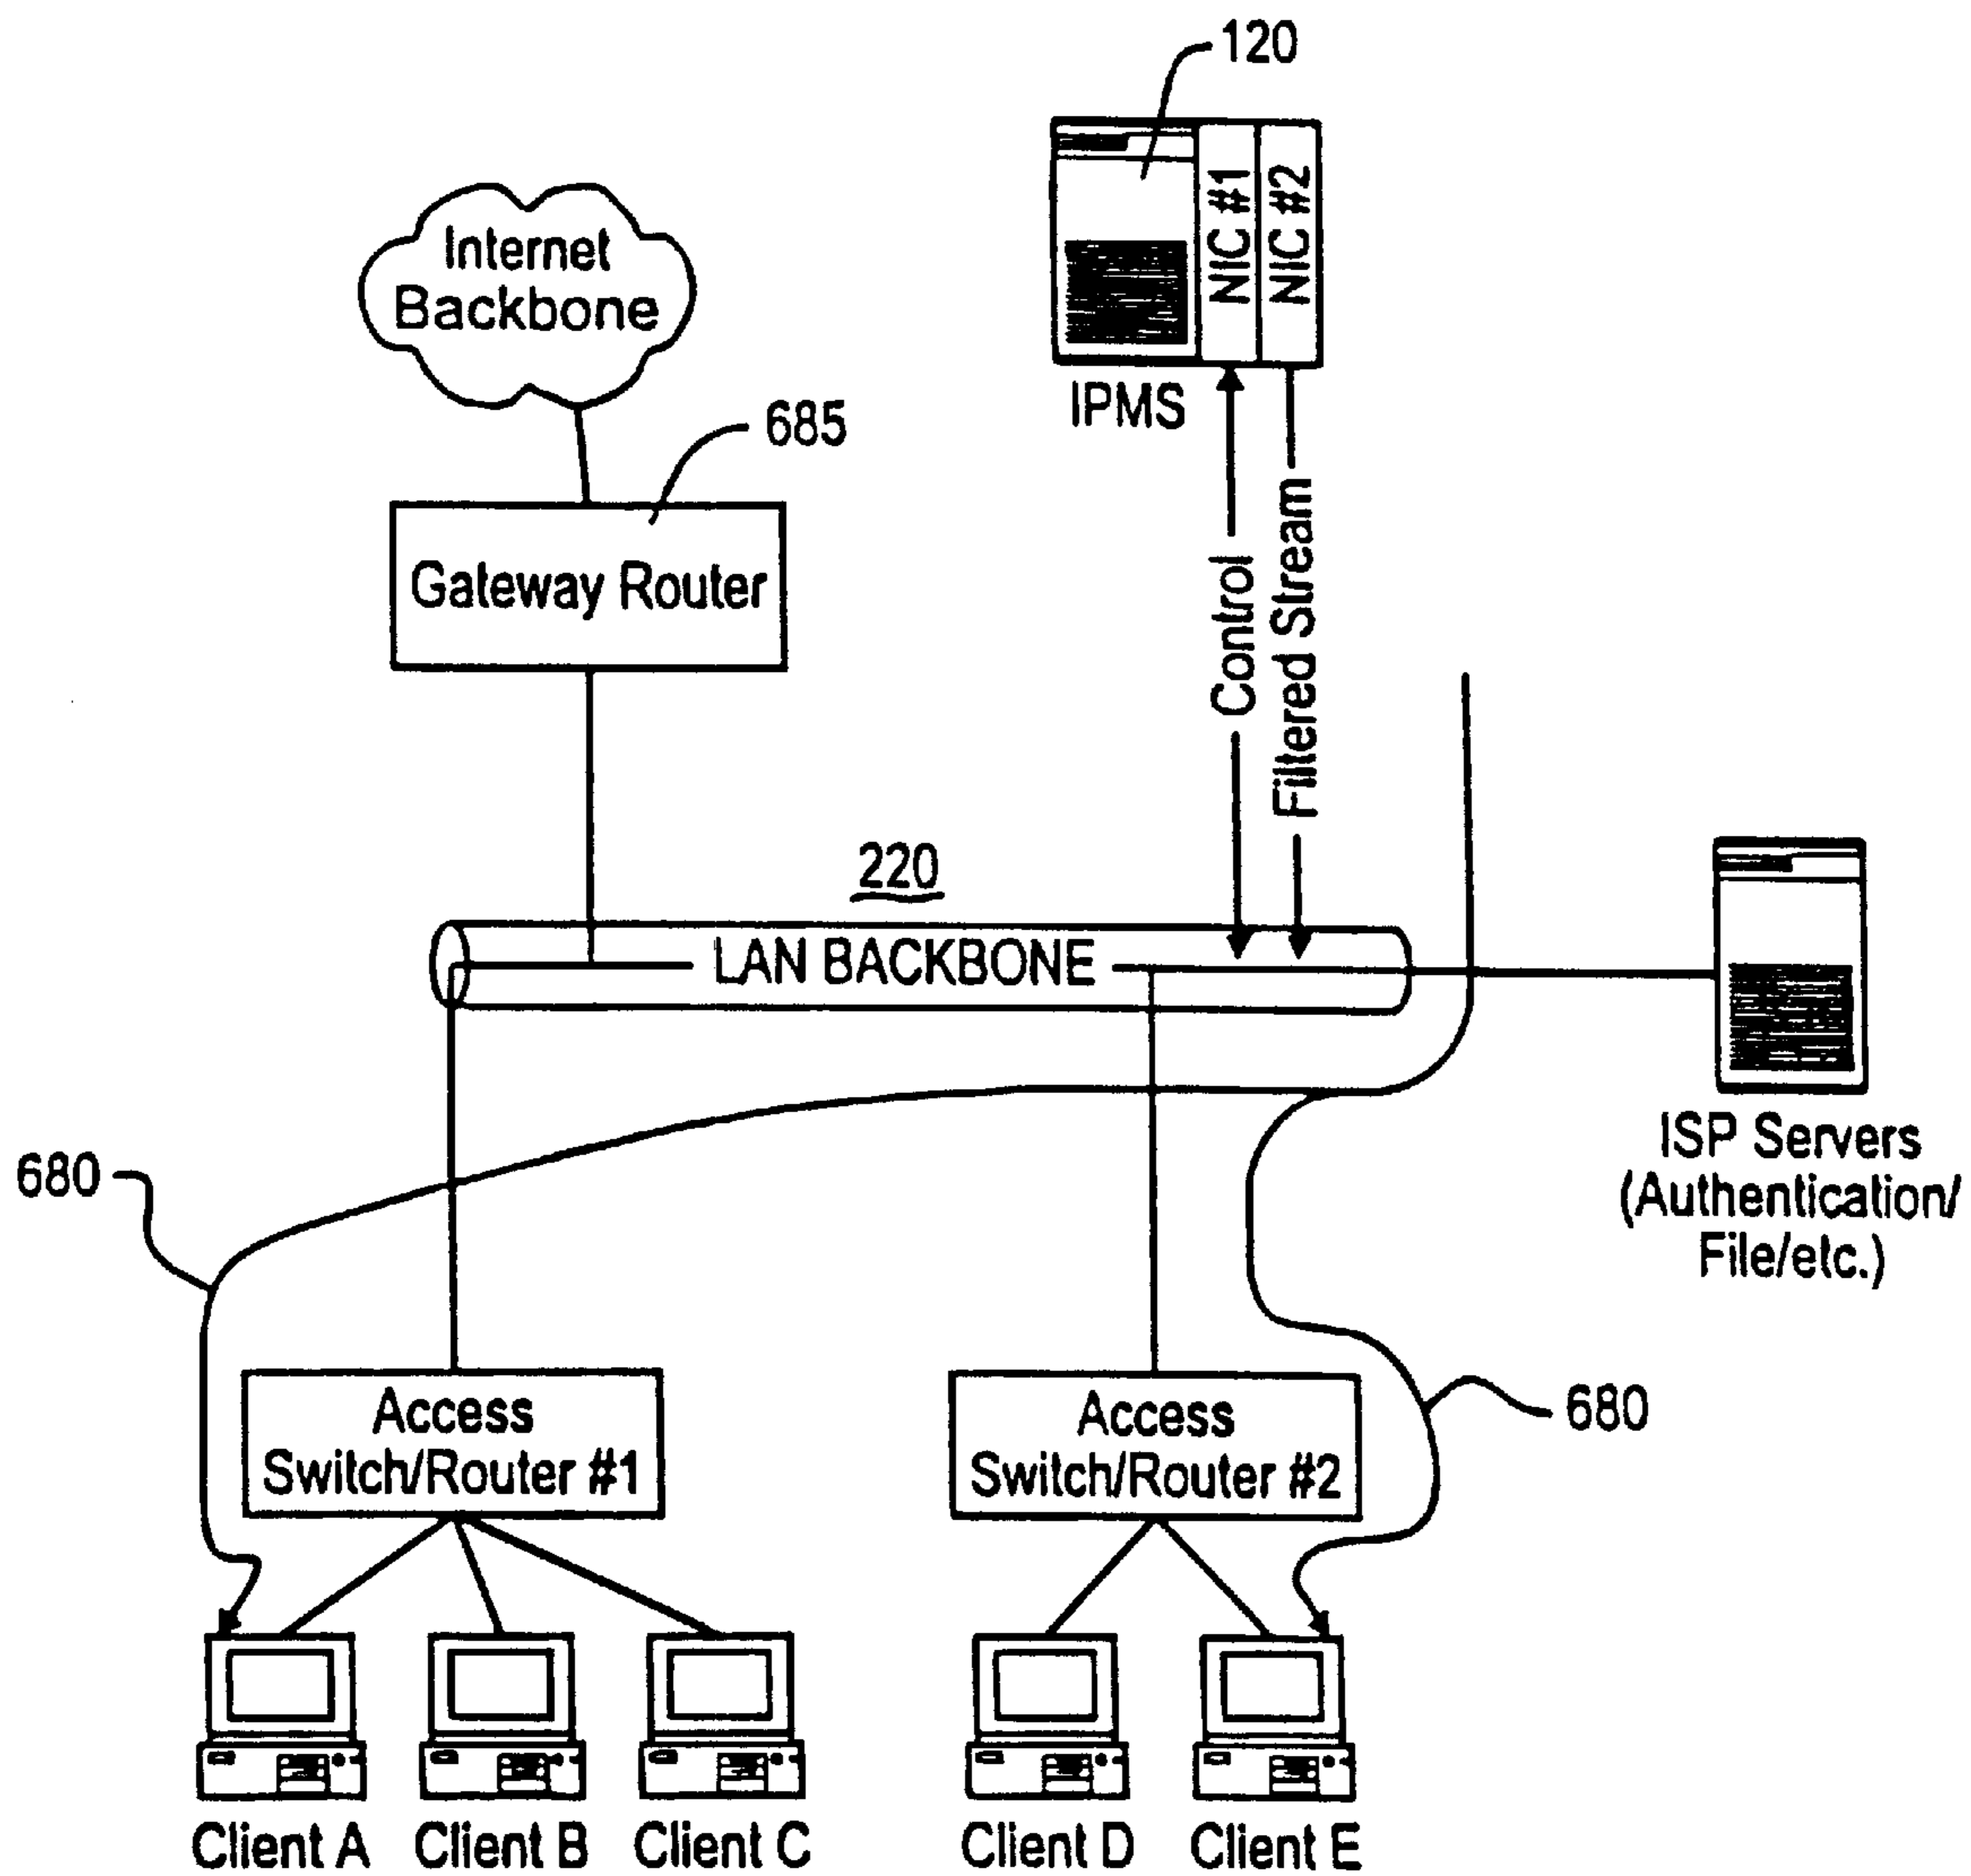 120
NIC #1
NIC #2
IPMS
Internet
Backbone
685
Gateway Router
Control
Filtered Stream
220
LAN BACKBONE
ISP Servers
(Authentication/
File/etc.)
680
Access
Switch/Router #1
Access
Switch/Router #2
680
Client A
Client B
Client C
Client D
Client E